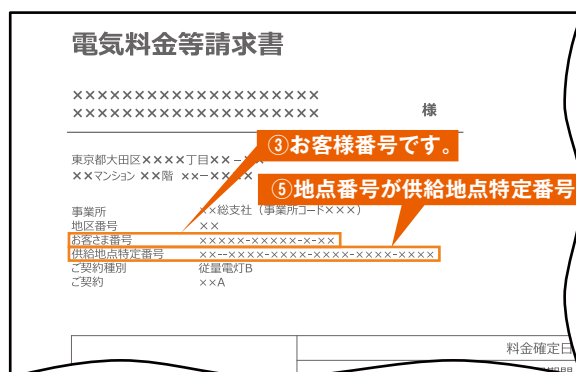 電気料金等請求書
××××××××××××××××××××
××××××××××××××××××××　様
③お客様番号です。
東京都大田区××××丁目××－××
××マンション ××階 ××－××××
⑤地点番号が供給地点特定番号
事業所　××総支社（事業所コード×××）
地区番号　××
お客さま番号　×××××-×××××-×-××
供給地点特定番号　××--××××-××××-××××-××××-××××
ご契約種別　従量電灯B
ご契約　××A
料金確定日